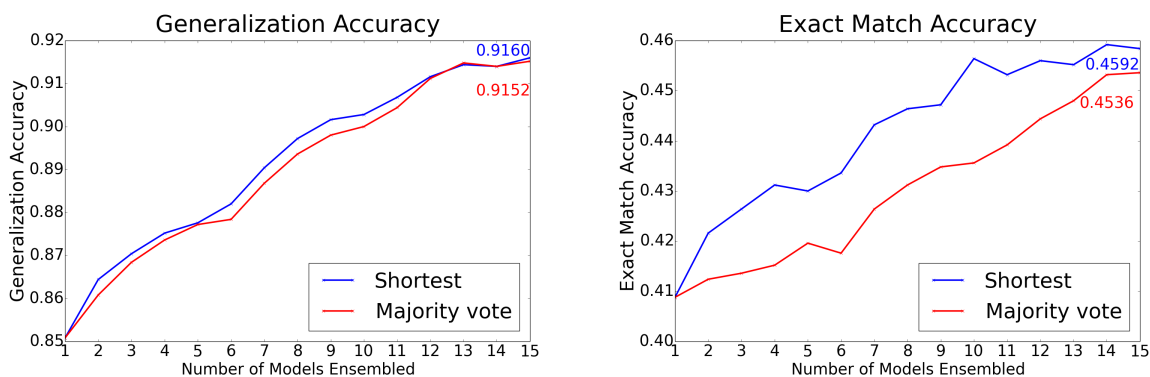 Generalization Accuracy
0.92
0.91
0.90
0.89
0.88
0.87
0.86
0.85
Generalization Accuracy
0.9160
0.9152
Shortest
Majority vote
1 2 3 4 5 6 7 8 9 10 11 12 13 14 15
Number of Models Ensembled
Exact Match Accuracy
0.46
0.45
0.44
0.43
0.42
0.41
0.40
Exact Match Accuracy
0.4592
0.4536
Shortest
Majority vote
1 2 3 4 5 6 7 8 9 10 11 12 13 14 15
Number of Models Ensembled